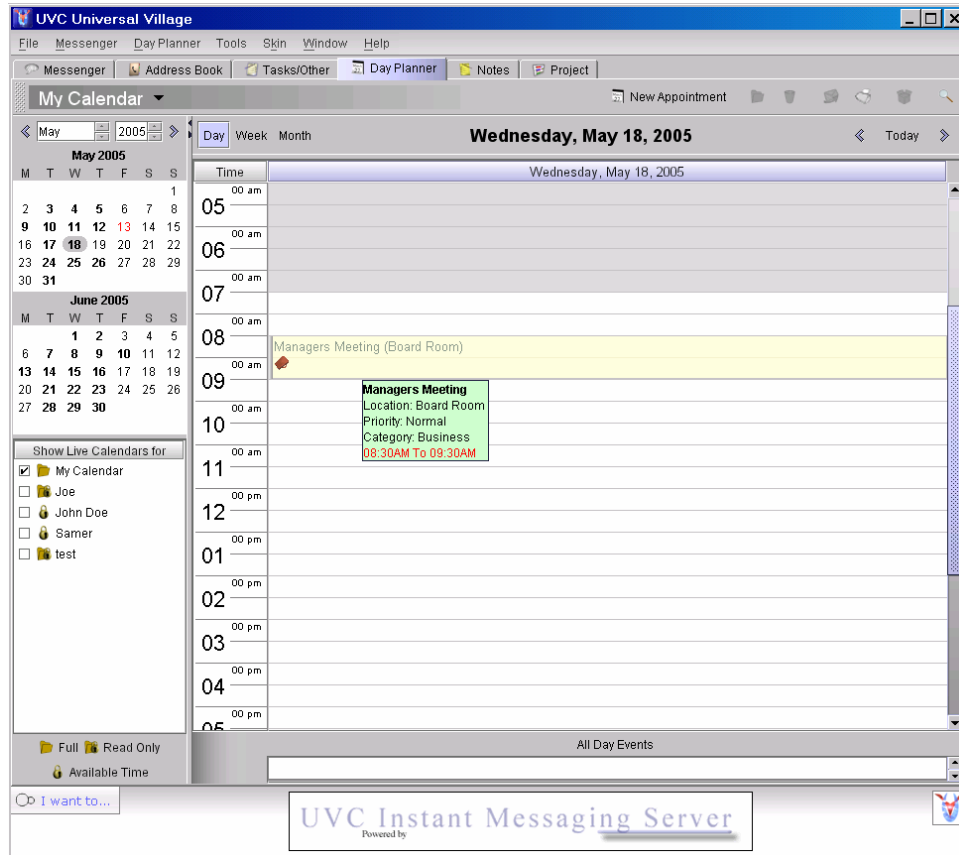 UVC Universal Village
File Messenger Day Planner Tools Skin Window Help
Messenger Address Book Tasks/Other Day Planner Notes Project
My Calendar New Appointment
May 2005 Day Week Month Wednesday, May 18, 2005 Today
May 2005
M T W T F S S
1
2 3 4 5 6 7 8
9 10 11 12 13 14 15
16 17 18 19 20 21 22
23 24 25 26 27 28 29
30 31
June 2005
M T W T F S S
1 2 3 4 5
6 7 8 9 10 11 12
13 14 15 16 17 18 19
20 21 22 23 24 25 26
27 28 29 30
Show Live Calendars for
My Calendar
Joe
John Doe
Samer
test
Full Read Only
Available Time
Time Wednesday, May 18, 2005
05 00 am
06 00 am
07 00 am
08 00 am
Managers Meeting (Board Room)
09 00 am
Managers Meeting
Location: Board Room
Priority: Normal
Category: Business
08:30AM To 09:30AM
10 00 am
11 00 am
12 00 pm
01 00 pm
02 00 pm
03 00 pm
04 00 pm
05 00 pm
All Day Events
I want to...
UVC Instant Messaging Server
Powered by